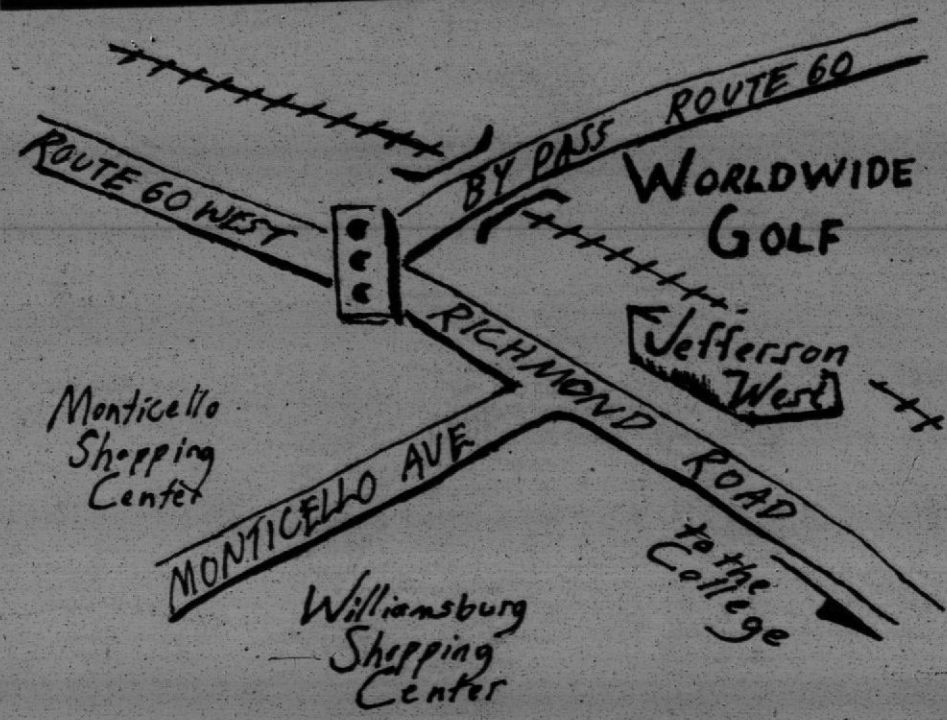 BY PASS ROUTE 60
ROUTE 60 WEST
WORLDWIDE
GOLF
RICHMOND ROAD
Jefferson
West
Monticello
Shopping
Center
MONTICELLO AVE
to the
College
Williamsburg
Shopping
Center